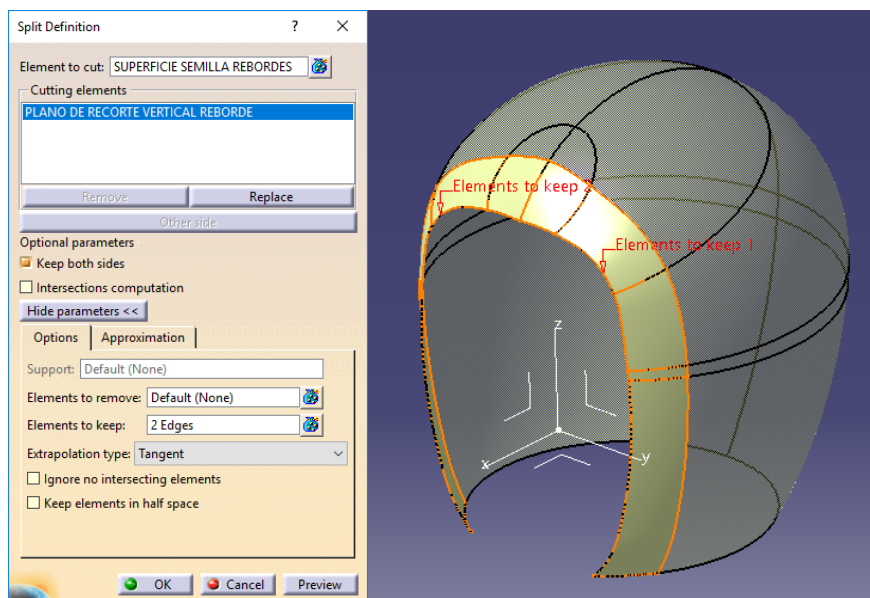 Split Definition ? ×
Element to cut: SUPERFICIE SEMILLA REBORDES
Cutting elements
PLANO DE RECORTE VERTICAL REBORDE
Remove Replace
Other side
Optional parameters
Keep both sides
Intersections computation
Hide parameters <<
Options Approximation
Support: Default (None)
Elements to remove: Default (None)
Elements to keep: 2 Edges
Extrapolation type: Tangent
Ignore no intersecting elements
Keep elements in half space
OK Cancel Preview
Elements to keep 2
Elements to keep 1
z
x
y